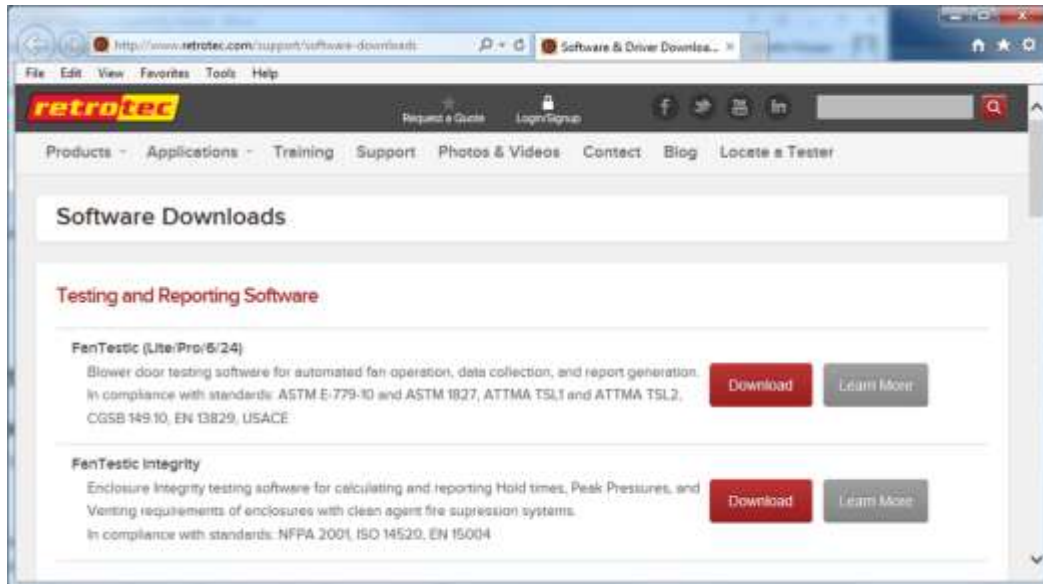 http://www.retrotec.com/support/software-downloads
Software & Driver Downloa...
File Edit View Favorites Tools Help
retrotec
Request a Quote Login/Signup
f in
Products Applications Training Support Photos & Videos Contact Blog Locate a Tester
Software Downloads
Testing and Reporting Software
FanTestic (Lite/Pro/6/24)
Blower door testing software for automated fan operation, data collection, and report generation.
In compliance with standards: ASTM E-779-10 and ASTM 1827, ATTMA TSL1 and ATTMA TSL2,
CGSB 149.10, EN 13829, USACE
Download Learn More
FanTestic Integrity
Enclosure Integrity testing software for calculating and reporting Hold times, Peak Pressures, and
Venting requirements of enclosures with clean agent fire supression systems.
In compliance with standards: NFPA 2001, ISO 14520, EN 15004
Download Learn More